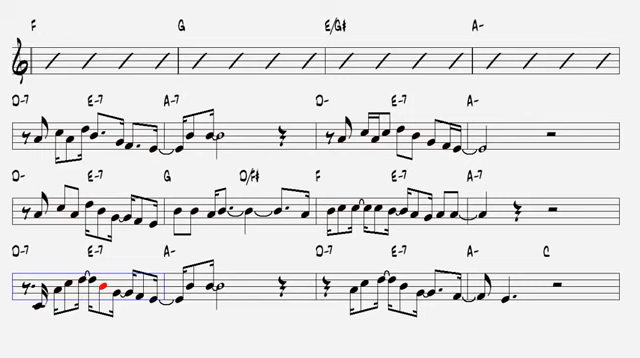 F G E/G# A-
D-7 E-7 A-7 D- E-7 A-
D- E-7 G D/F# F E-7 A-7
D-7 E-7 A- D-7 E-7 A- C